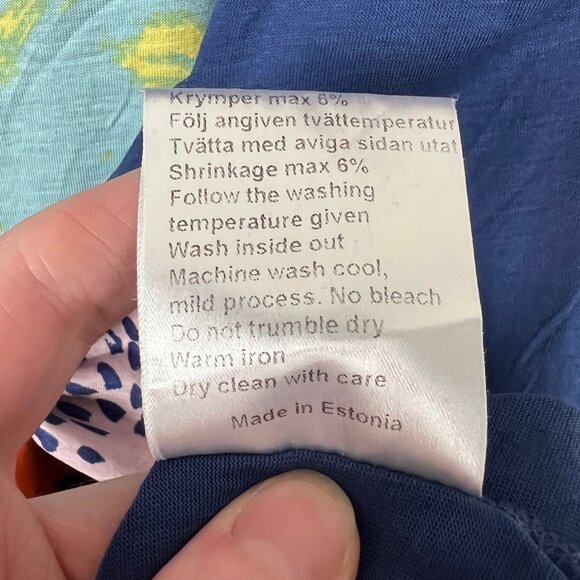 Krymper max 6%
Följ angiven tvättemperatur
Tvätta med aviga sidan utat
Shrinkage max 6%
Follow the washing
temperature given
Wash inside out
Machine wash cool,
mild process. No bleach
Do not trumble dry
Warm iron
Dry clean with care
Made in Estonia